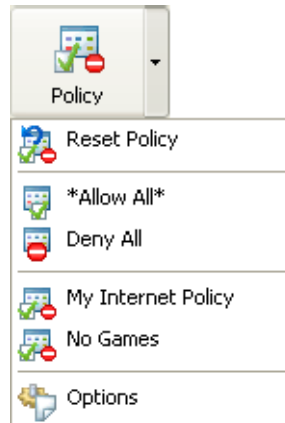 Policy
Reset Policy
*Allow All*
Deny All
My Internet Policy
No Games
Options